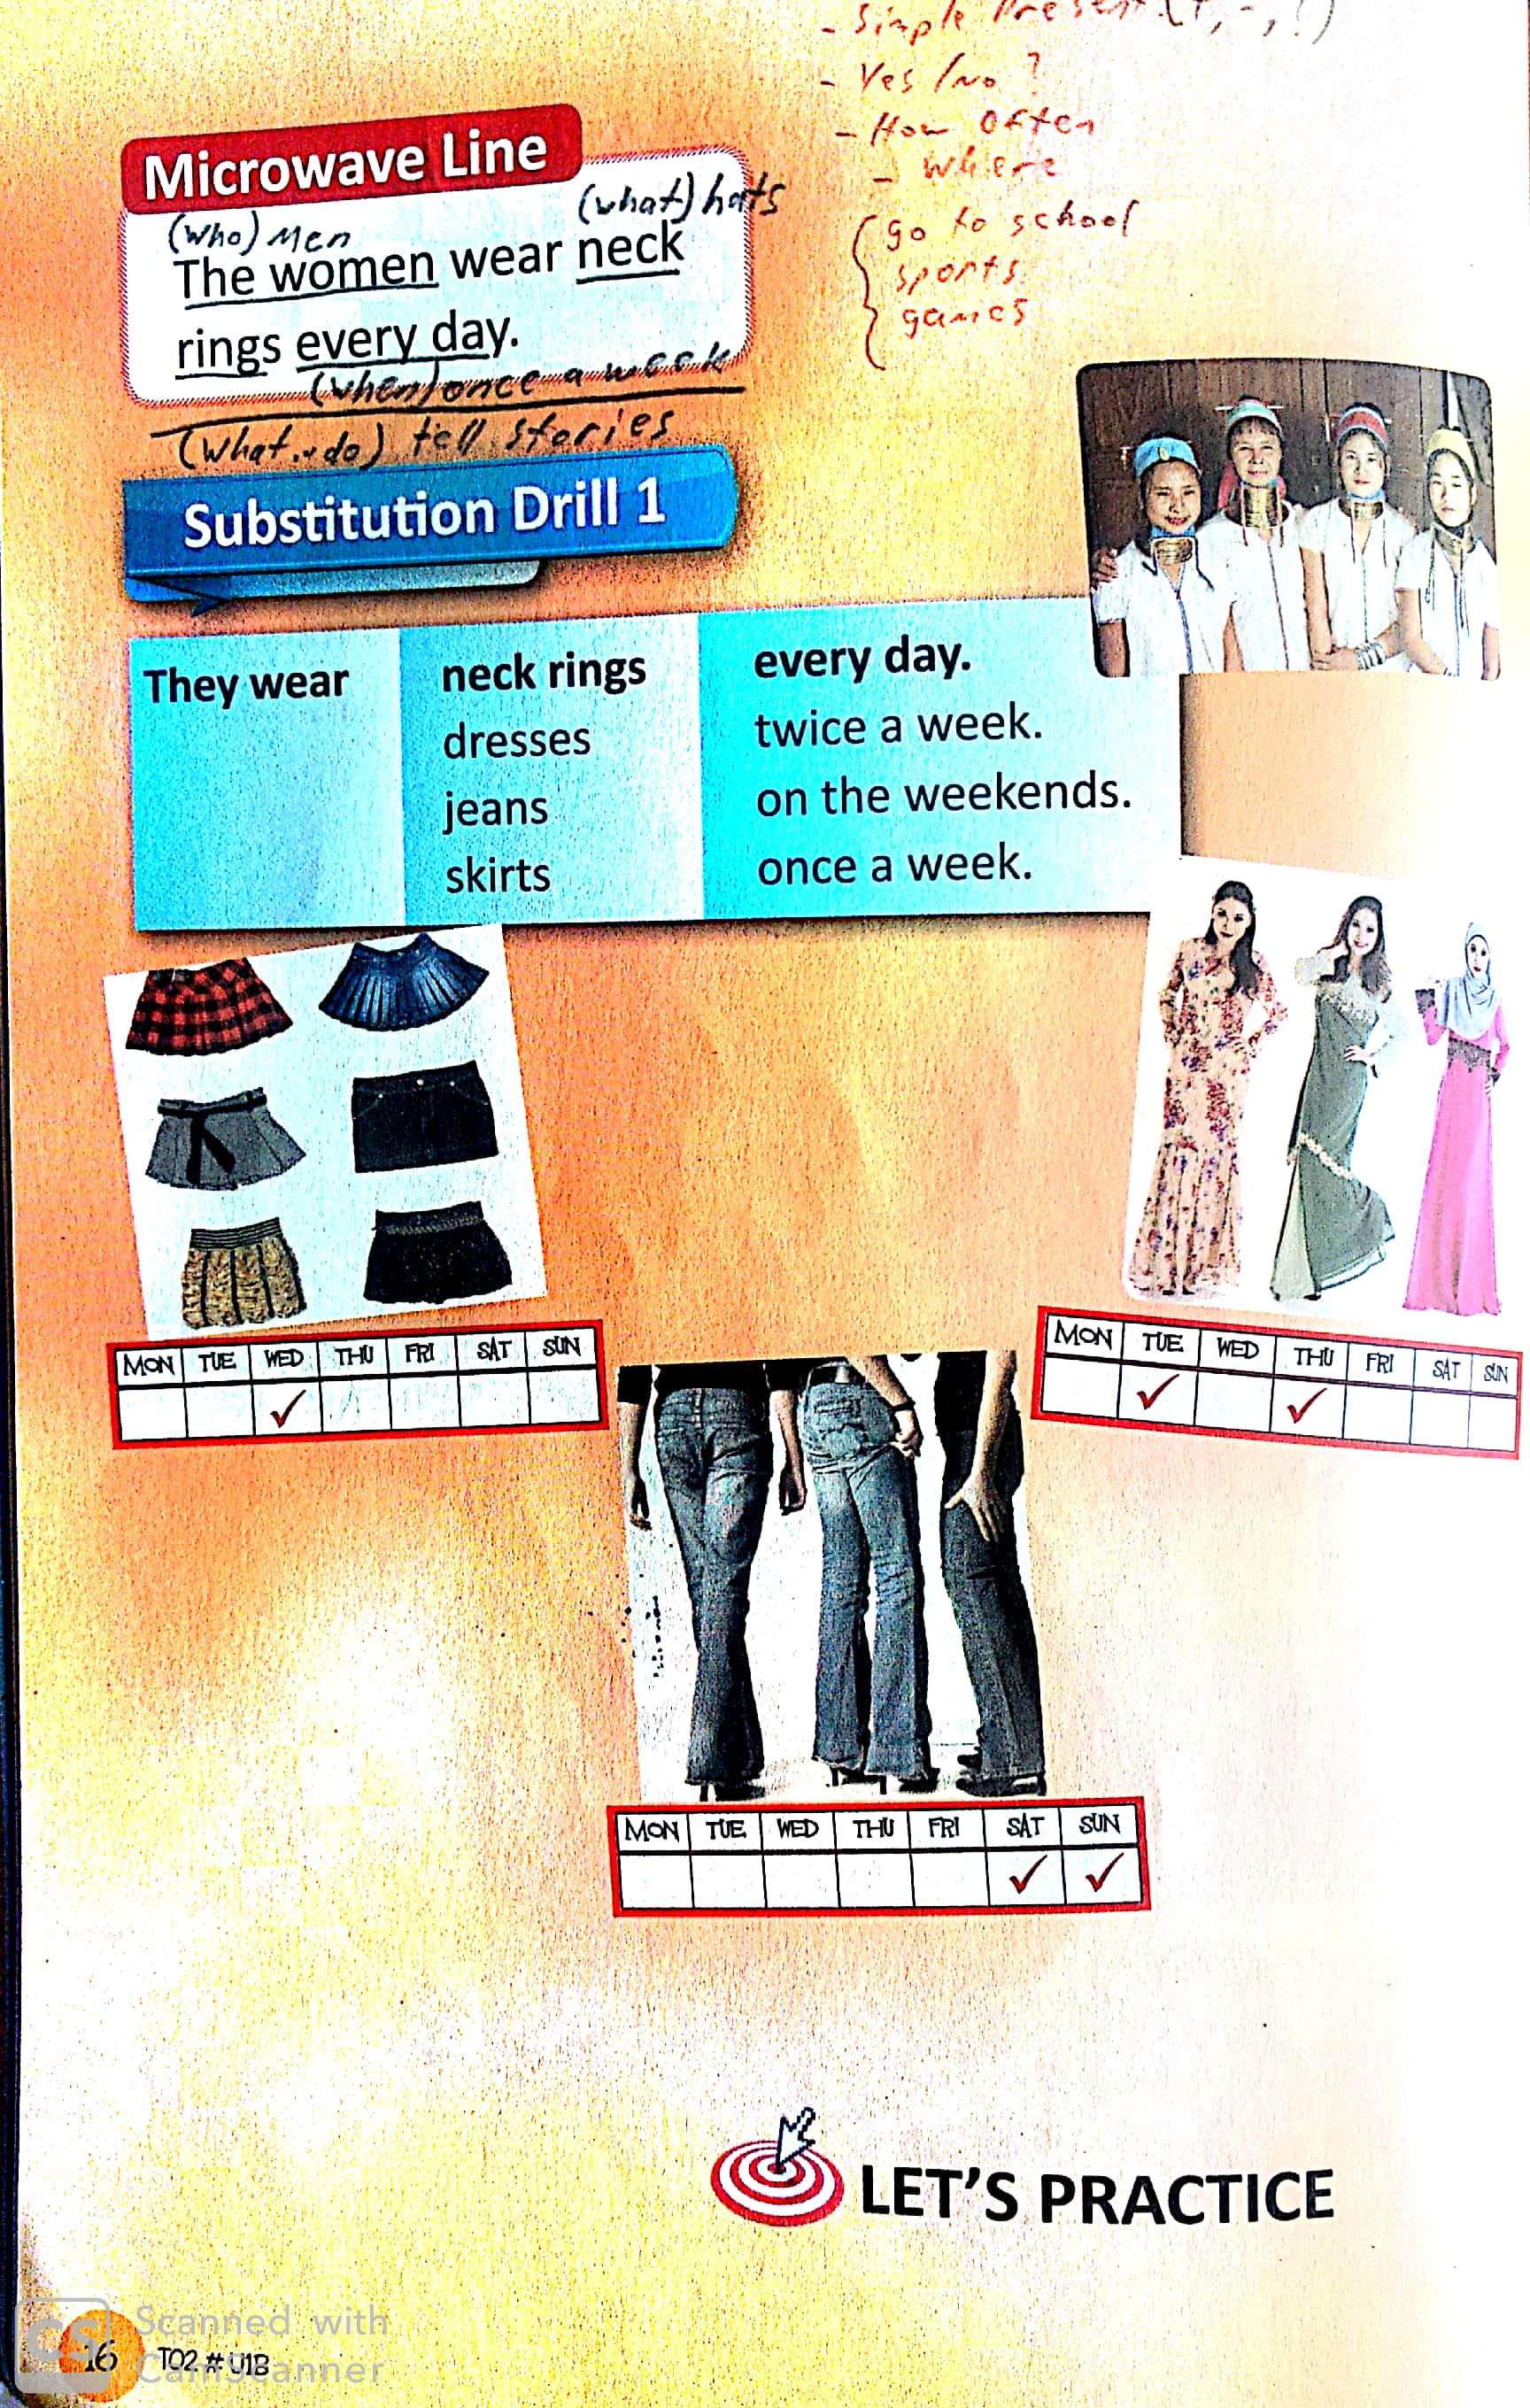 - Simple Present (+, -, ?)
- Yes/no ?
- How Often
- where
go to school
sports
games
Microwave Line
(who) Men
(what) hats
The women wear neck
rings every day.
(when) once a week
(what..do) tell stories
Substitution Drill 1
They wear neck rings every day.
dresses twice a week.
jeans on the weekends.
skirts once a week.
MON TUE WED THU FRI SAT SUN
✓
MON TUE WED THU FRI SAT SUN
✓ ✓
MON TUE WED THU FRI SAT SUN
✓ ✓
LET'S PRACTICE
16 TO2 # U1B
CS Scanned with
CamScanner